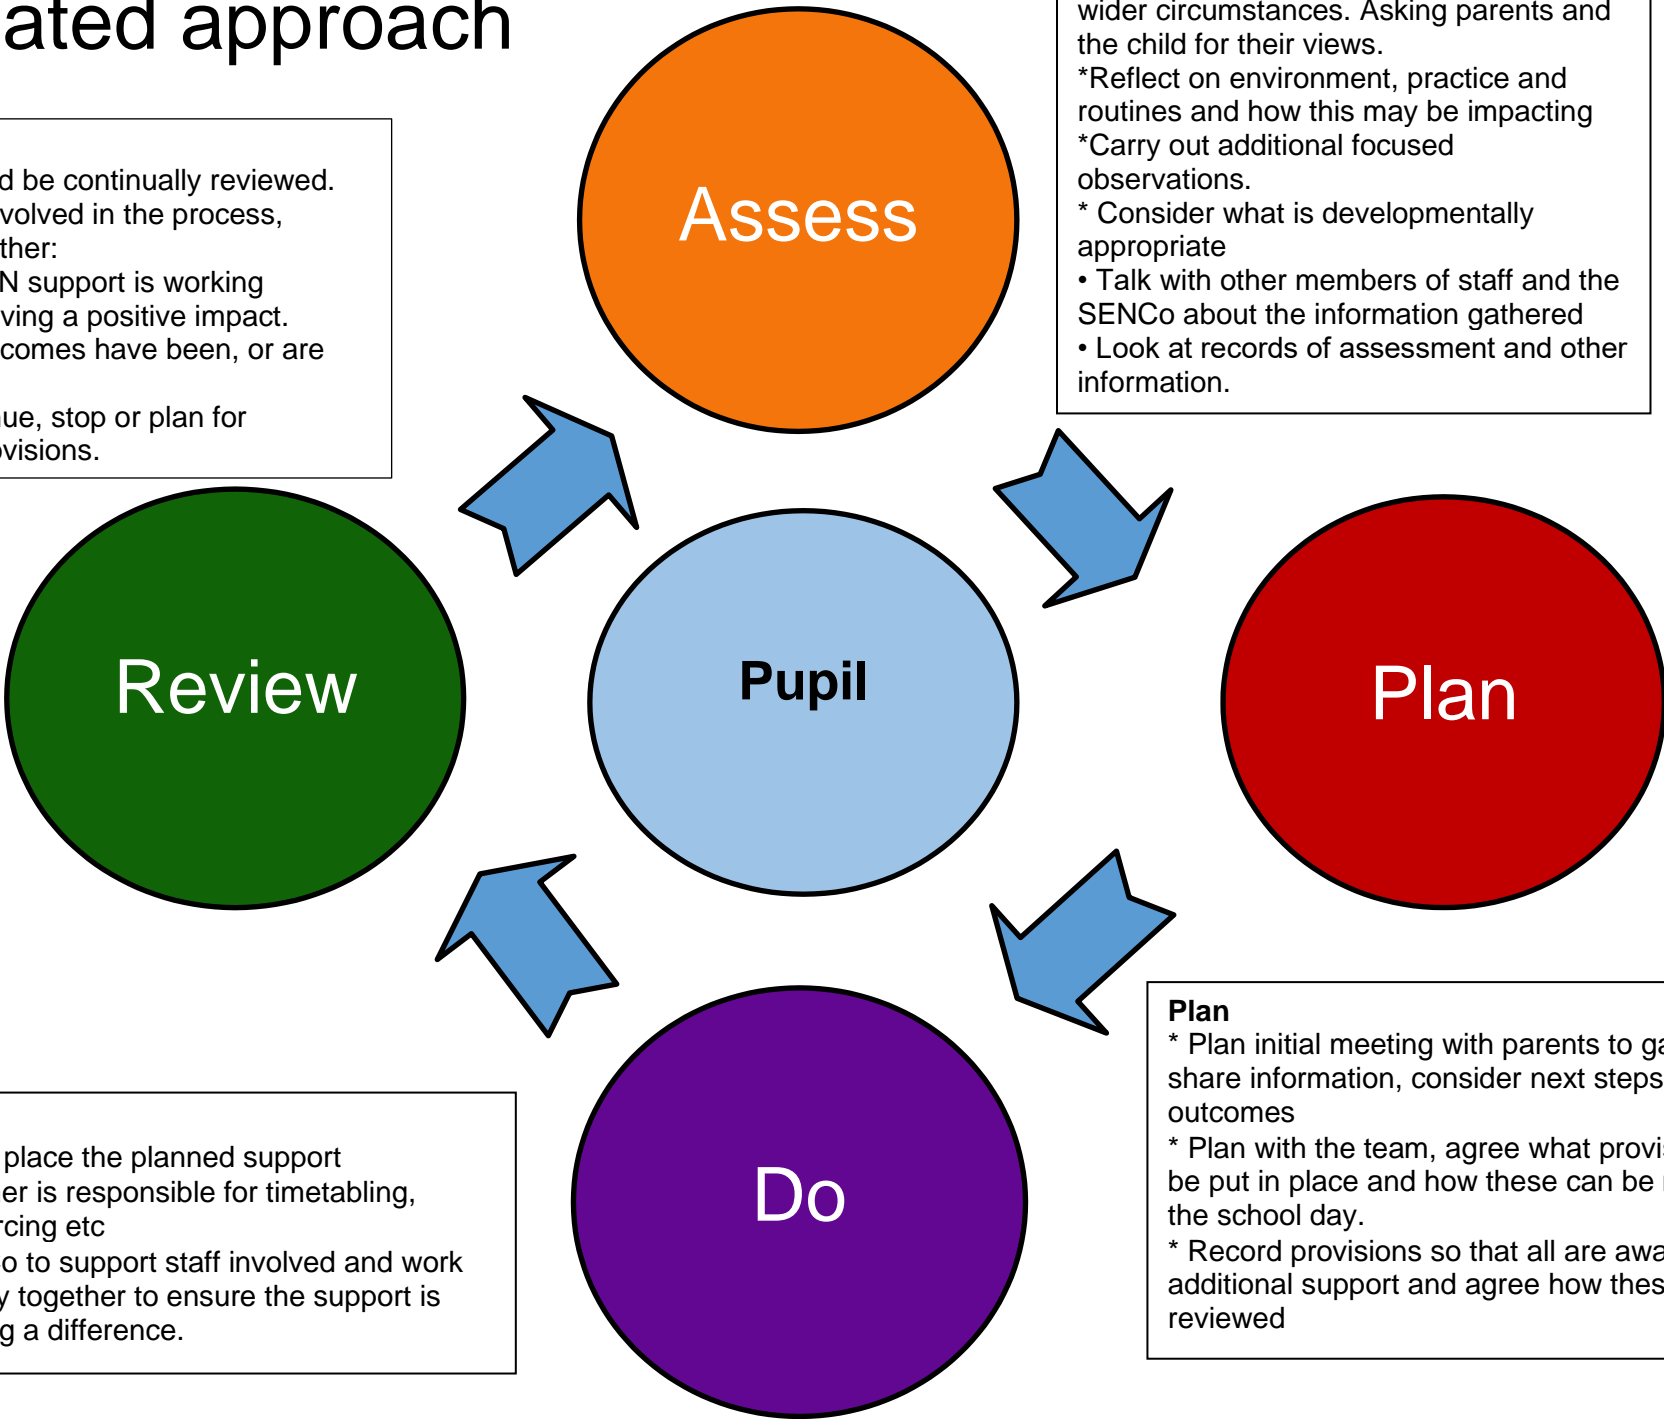 ated approach
wider circumstances. Asking parents and
the child for their views.
*Reflect on environment, practice and
routines and how this may be impacting
*Carry out additional focused
observations.
* Consider what is developmentally
appropriate
• Talk with other members of staff and the
SENCo about the information gathered
• Look at records of assessment and other
information.
d be continually reviewed.
volved in the process,
ther:
N support is working
ving a positive impact.
comes have been, or are
nue, stop or plan for
ovisions.
Assess
Review
Pupil
Plan
Do
Plan
* Plan initial meeting with parents to ga
share information, consider next steps
outcomes
* Plan with the team, agree what provis
be put in place and how these can be
the school day.
* Record provisions so that all are awa
additional support and agree how thes
reviewed
place the planned support
er is responsible for timetabling,
rcing etc
o to support staff involved and work
y together to ensure the support is
g a difference.